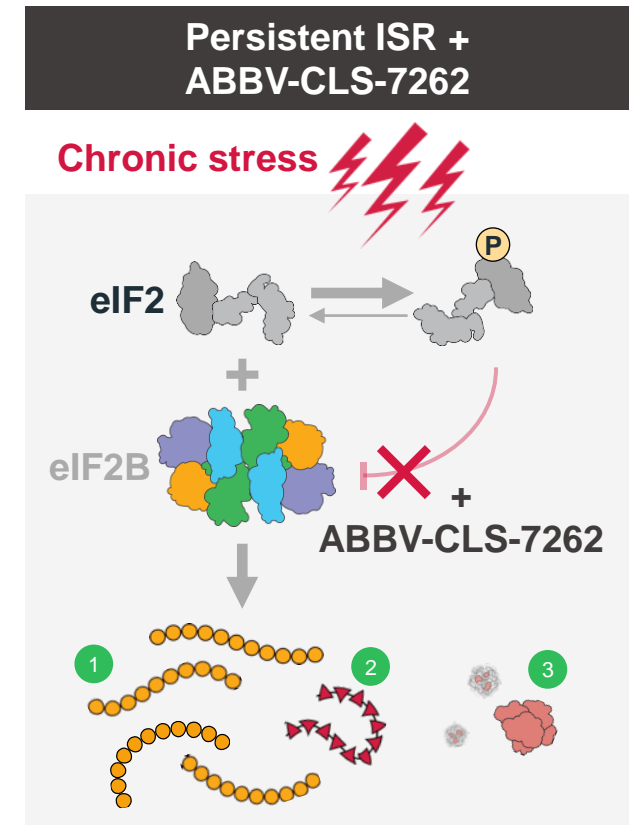 Persistent ISR +
ABBV-CLS-7262
Chronic stress
P
eIF2
+
eIF2B
+
ABBV-CLS-7262
1
2
3